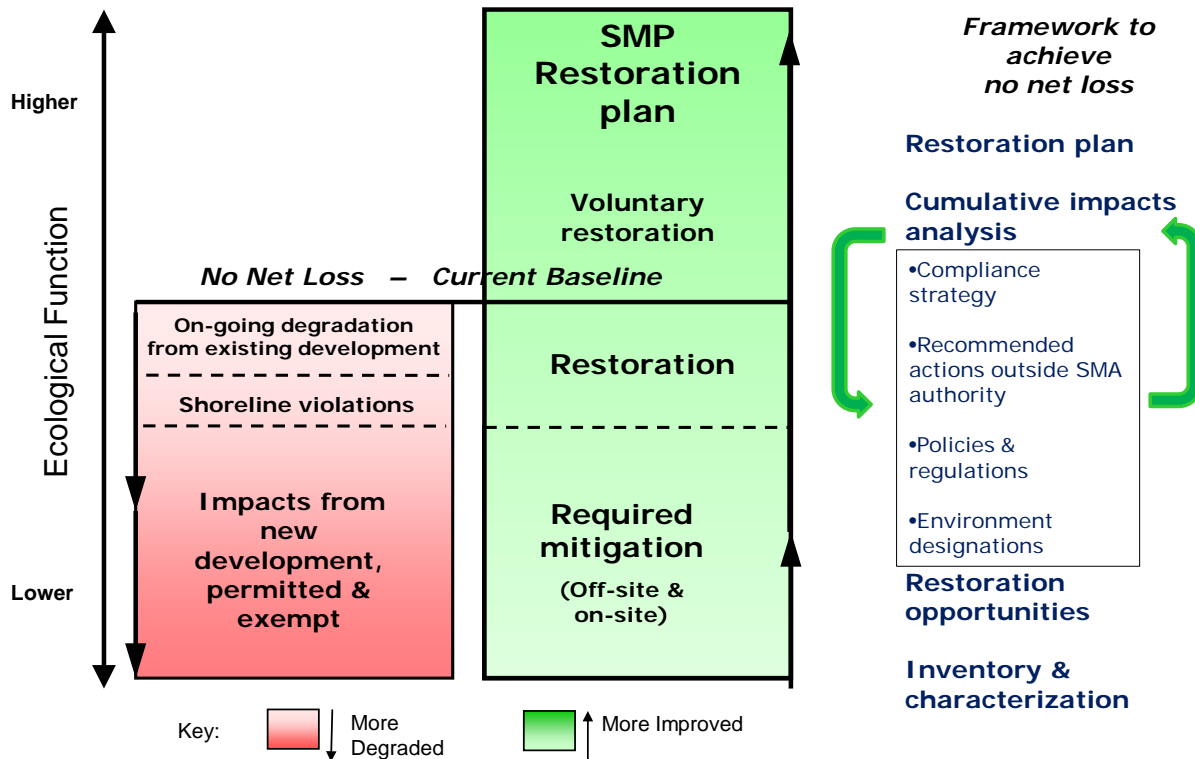 Higher
Ecological Function
Lower
SMP
Restoration
plan
Voluntary
restoration
No Net Loss – Current Baseline
On-going degradation
from existing development
Shoreline violations
Impacts from
new
development,
permitted &
exempt
Restoration
Required
mitigation
(Off-site &
on-site)
Framework to
achieve
no net loss
Restoration plan
Cumulative impacts
analysis
•Compliance
strategy
•Recommended
actions outside SMA
authority
•Policies &
regulations
•Environment
designations
Restoration
opportunities
Inventory &
characterization
Key:
More
Degraded
More Improved